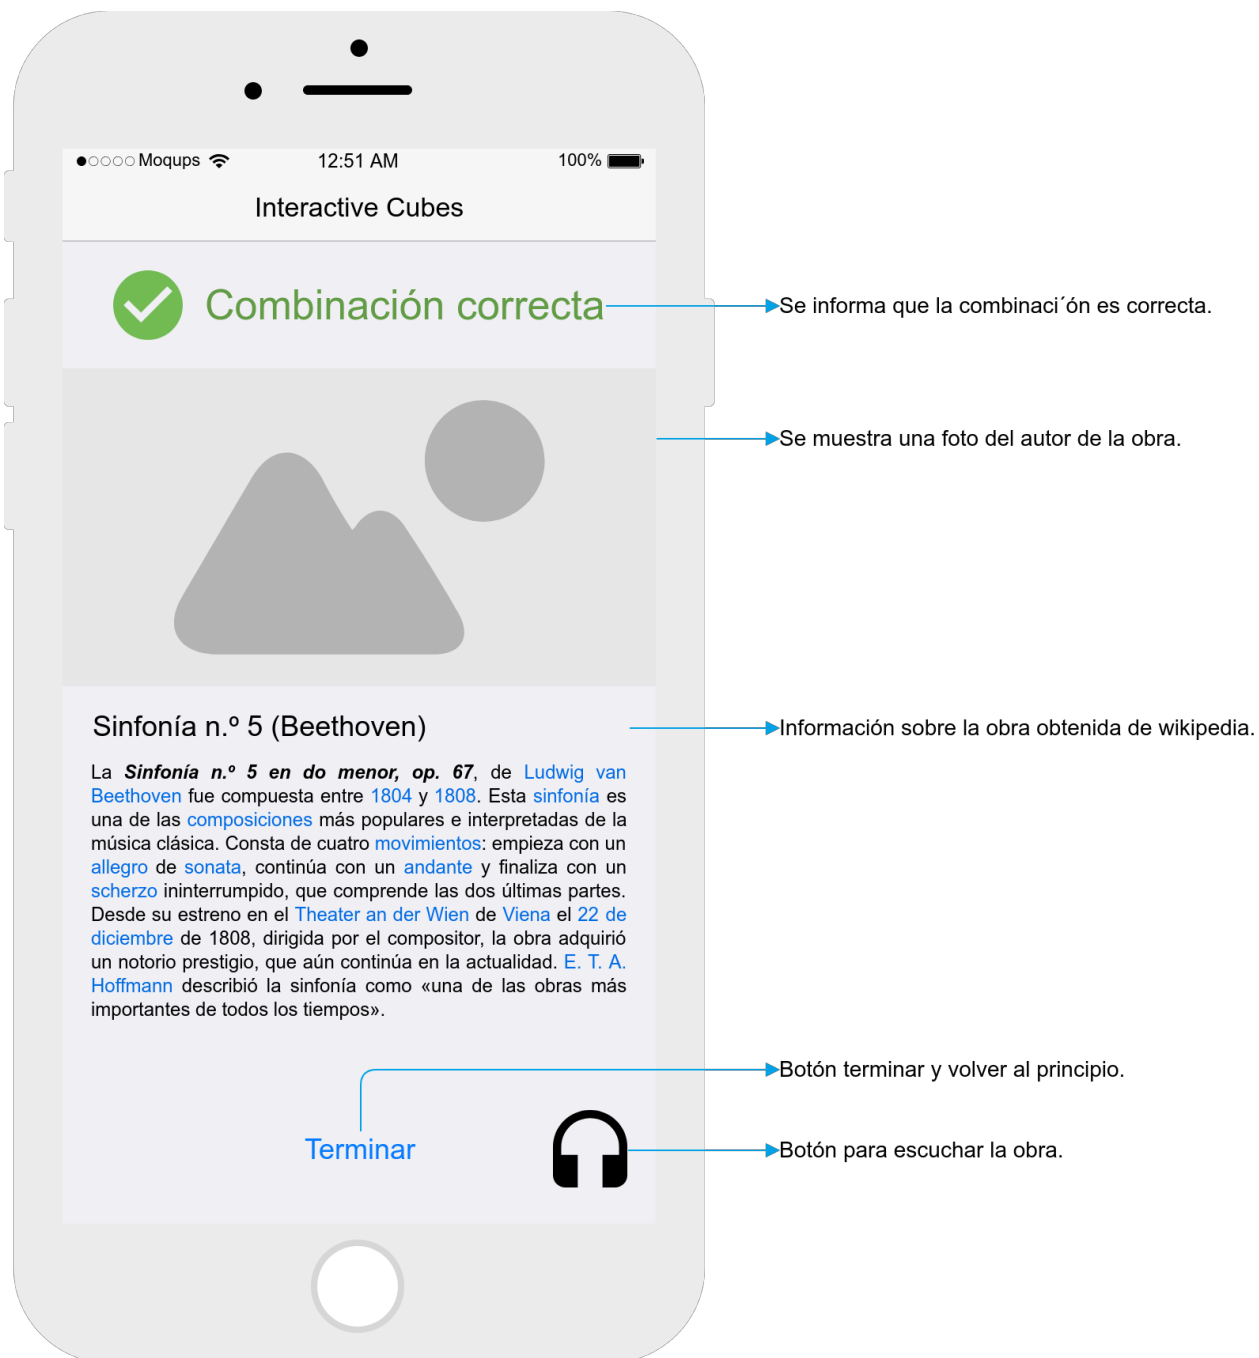 Moqups 12:51 AM 100%
Interactive Cubes
Combinación correcta
Se informa que la combinaci´ón es correcta.
Se muestra una foto del autor de la obra.
Sinfonía n.º 5 (Beethoven)
Información sobre la obra obtenida de wikipedia.
La Sinfonía n.º 5 en do menor, op. 67, de Ludwig van
Beethoven fue compuesta entre 1804 y 1808. Esta sinfonía es
una de las composiciones más populares e interpretadas de la
música clásica. Consta de cuatro movimientos: empieza con un
allegro de sonata, continúa con un andante y finaliza con un
scherzo ininterrumpido, que comprende las dos últimas partes.
Desde su estreno en el Theater an der Wien de Viena el 22 de
diciembre de 1808, dirigida por el compositor, la obra adquirió
un notorio prestigio, que aún continúa en la actualidad. E. T. A.
Hoffmann describió la sinfonía como «una de las obras más
importantes de todos los tiempos».
Botón terminar y volver al principio.
Terminar
Botón para escuchar la obra.